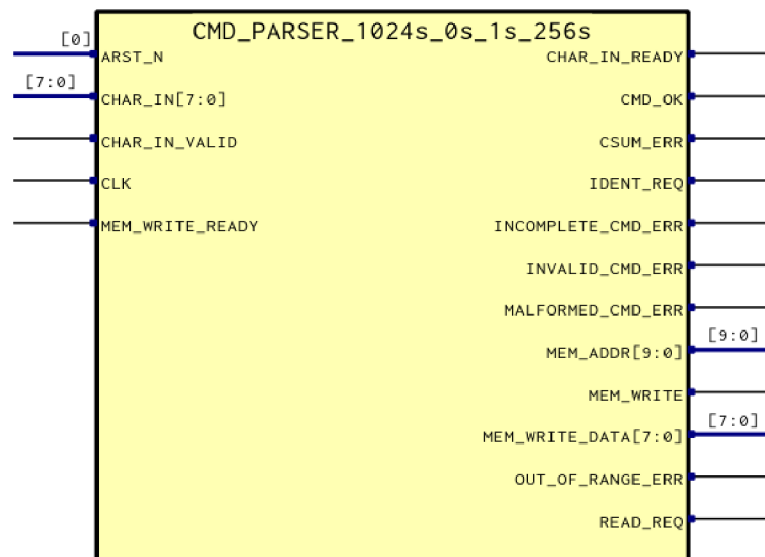 CMD_PARSER_1024s_0s_1s_256s
[0]
ARST_N
[7:0]
CHAR_IN[7:0]
CHAR_IN_VALID
CLK
MEM_WRITE_READY
CHAR_IN_READY
CMD_OK
CSUM_ERR
IDENT_REQ
INCOMPLETE_CMD_ERR
INVALID_CMD_ERR
MALFORMED_CMD_ERR
[9:0]
MEM_ADDR[9:0]
MEM_WRITE
[7:0]
MEM_WRITE_DATA[7:0]
OUT_OF_RANGE_ERR
READ_REQ